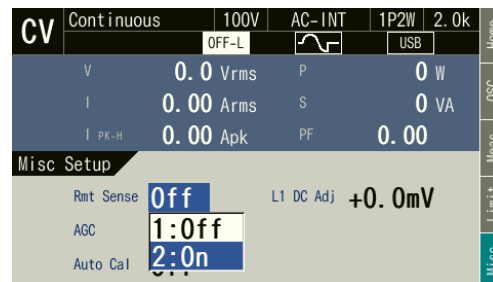 CV Continuous 100V AC-INT 1P2W 2.0k
OFF-L USB
V 0.0 Vrms P 0 W
I 0.00 Arms S 0 VA
I PK-H 0.00 Apk PF 0.00
Misc Setup
Rmt Sense Off L1 DC Adj +0.0mV
AGC 1:Off
Auto Cal 2:On
Home
OSC
Meas
Limit
Misc